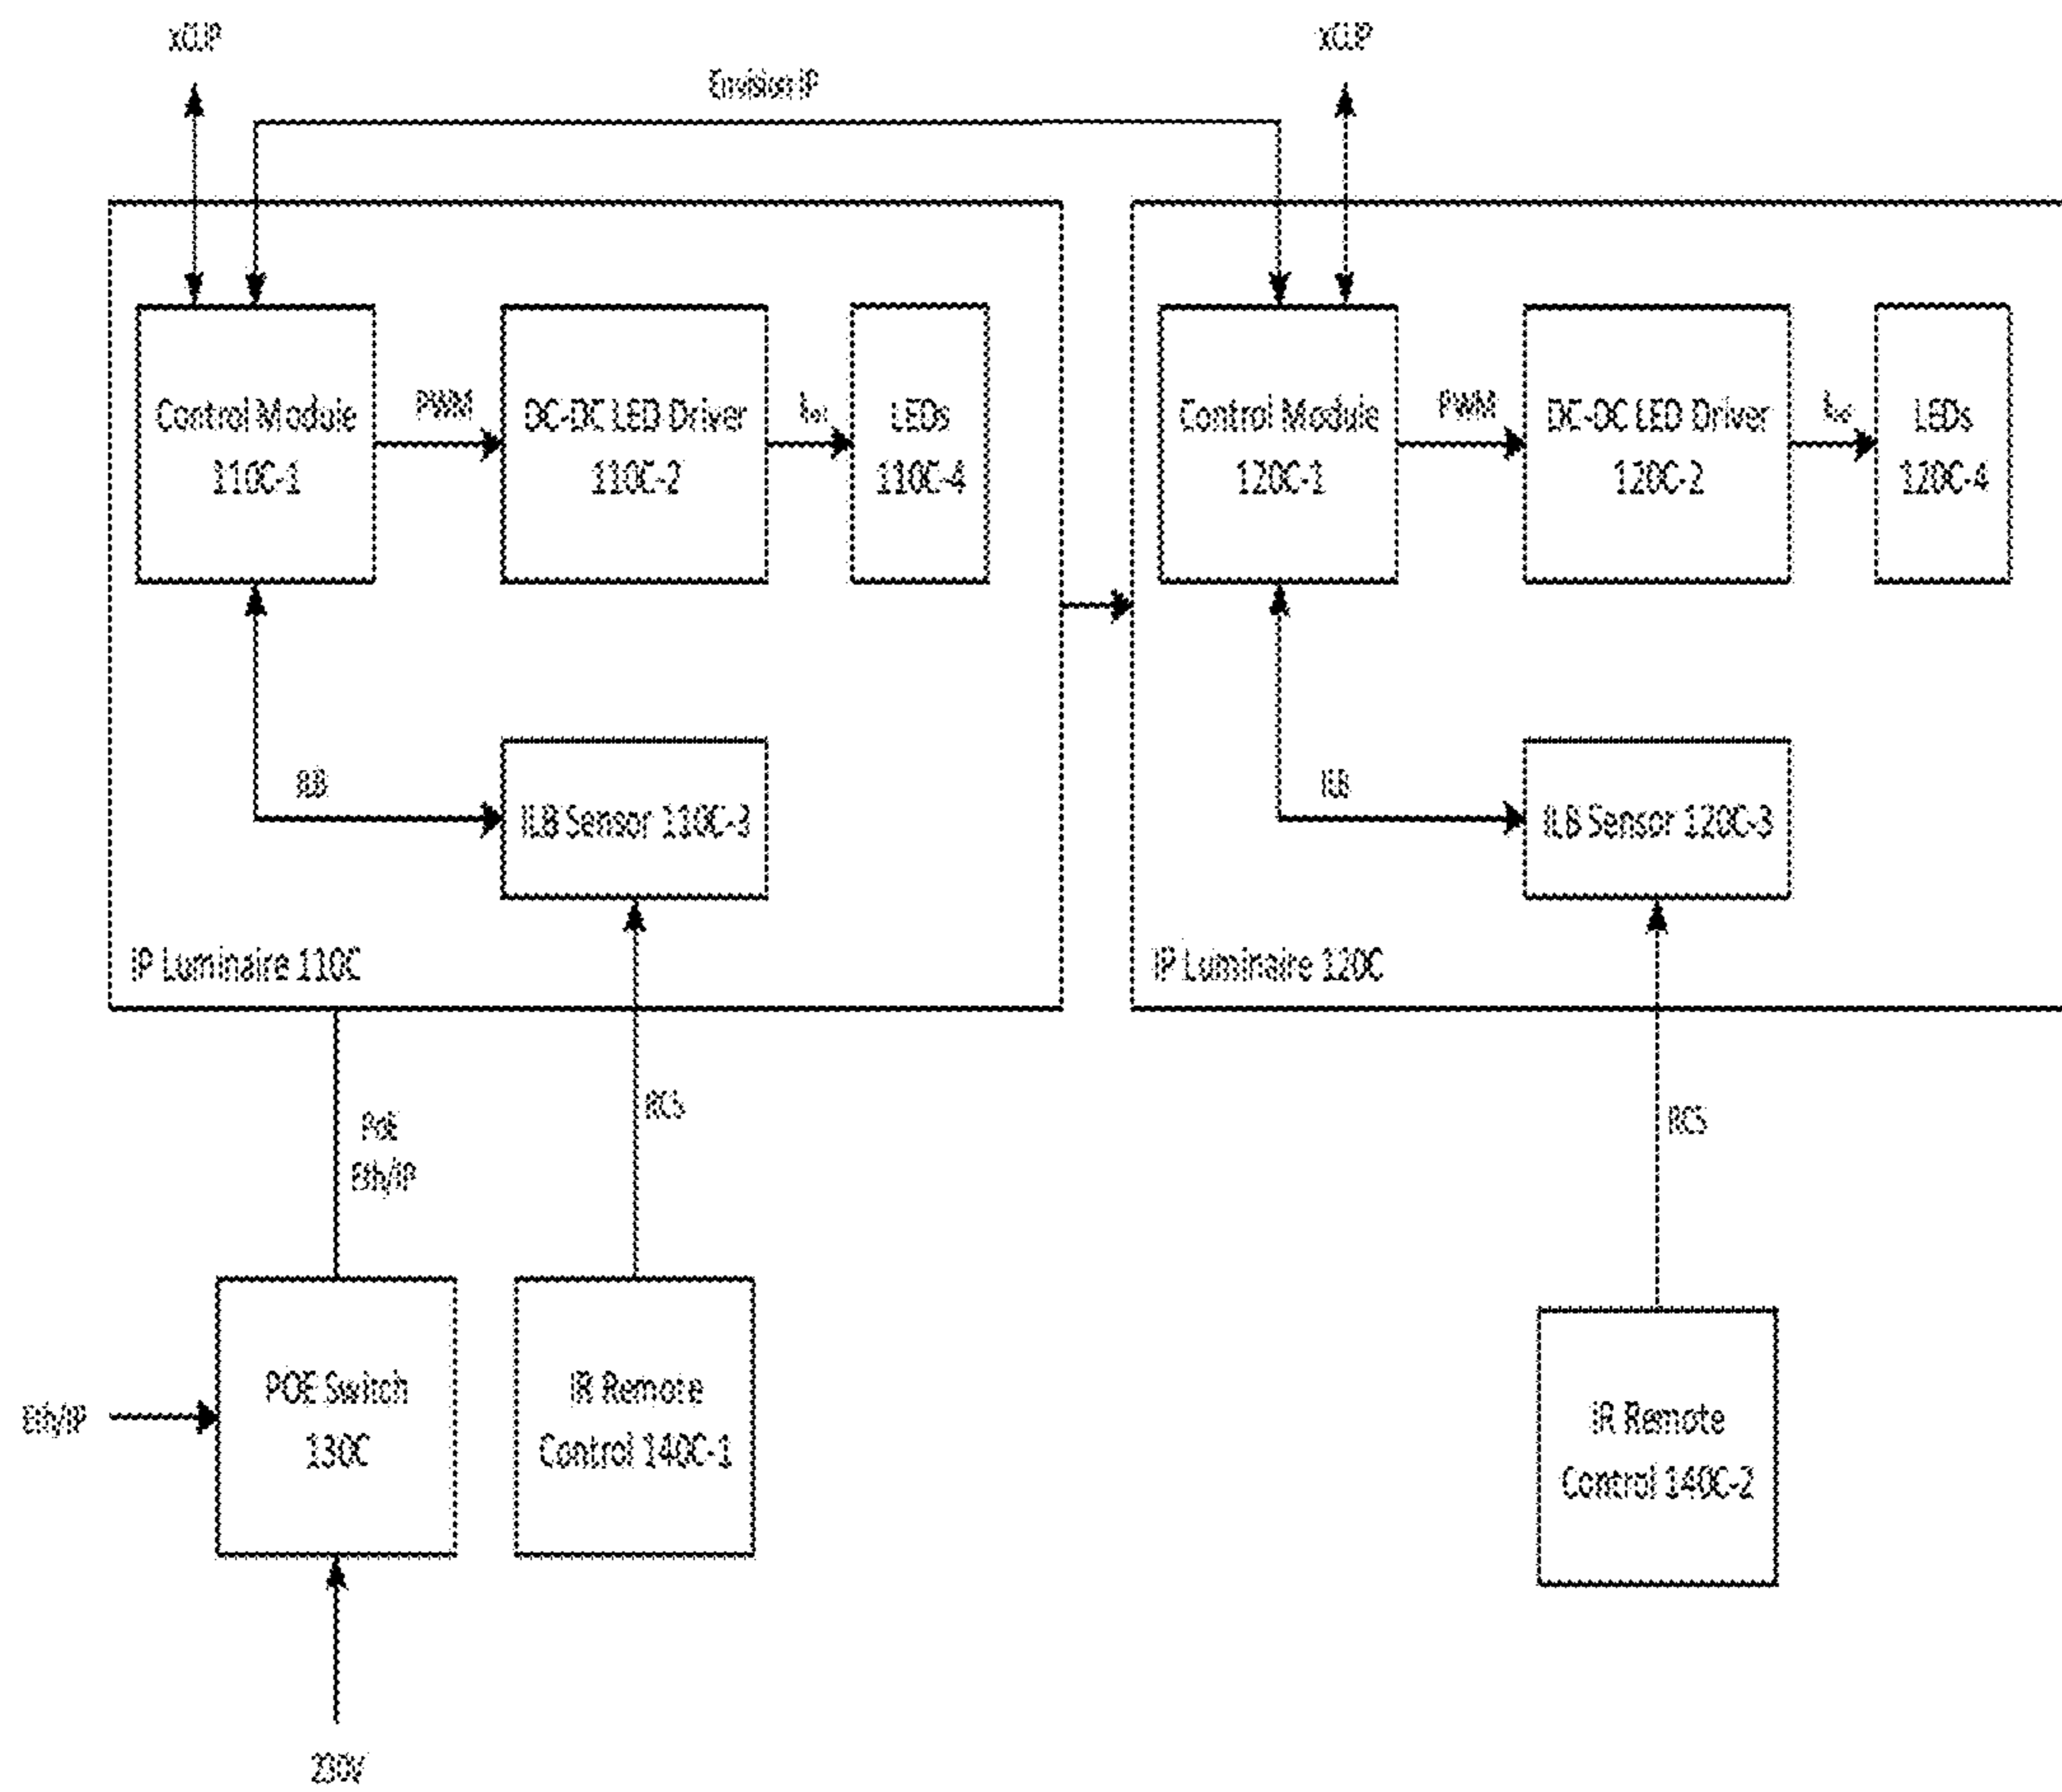 xCLIP
xCLIP
Envision IP
Control Module
110C-1
PWM
DC-DC LED Driver
110C-2
LEDs
110C-4
Control Module
120C-1
PWM
DC-DC LED Driver
120C-2
LEDs
120C-4
ILB
ILB Sensor 110C-3
ILB
ILB Sensor 120C-3
IP Luminaire 110C
IP Luminaire 120C
PoE
Eth/IP
RC5
RC5
Eth/IP
POE Switch
130C
IR Remote
Control 140C-1
IR Remote
Control 140C-2
230V